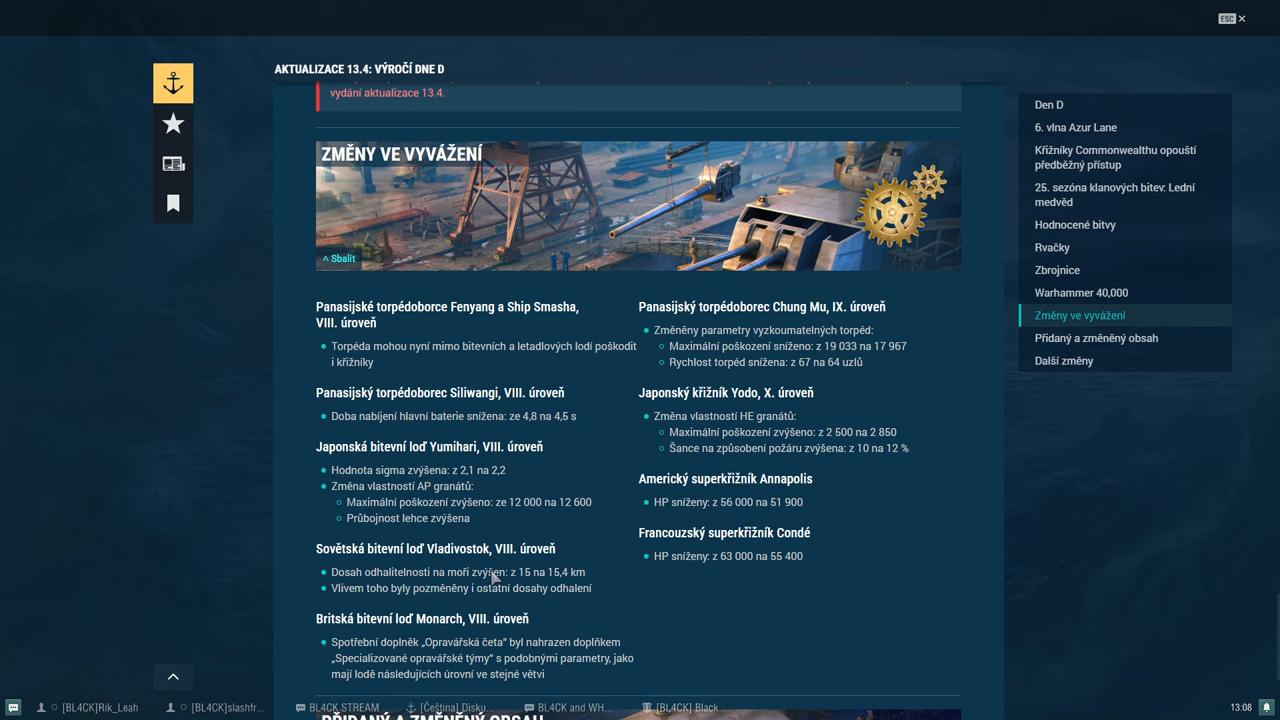 ESC
AKTUALIZACE 13.4: VÝROČÍ DNE D
vydání aktualizace 13.4.
ZMĚNY VE VYVÁŽENÍ
^ Sbalit
Panasijské torpédoborce Fenyang a Ship Smasha,
VIII. úroveň
Torpéda mohou nyní mimo bitevních a letadlových lodí poškodit
i křižníky
Panasijský torpédoborec Siliwangi, VIII. úroveň
Doba nabíjení hlavní baterie snížena: ze 4,8 na 4,5 s
Japonská bitevní loď Yumihari, VIII. úroveň
Hodnota sigma zvýšena: z 2,1 na 2,2
Změna vlastností AP granátů:
Maximální poškození zvýšeno: ze 12 000 na 12 600
Průbojnost lehce zvýšena
Sovětská bitevní loď Vladivostok, VIII. úroveň
Dosah odhalitelnosti na moři zvýšen: z 15 na 15,4 km
Vlivem toho byly pozměněny i ostatní dosahy odhalení
Britská bitevní loď Monarch, VIII. úroveň
Spotřební doplněk „Opravářská četa“ byl nahrazen doplňkem
„Specializované opravářské týmy“ s podobnými parametry, jako
mají lodě následujících úrovní ve stejné větvi
Panasijský torpédoborec Chung Mu, IX. úroveň
Změněny parametry vyzkoumatelných torpéd:
Maximální poškození sníženo: z 19 033 na 17 967
Rychlost torpéd snížena: z 67 na 64 uzlů
Japonský křižník Yodo, X. úroveň
Změna vlastností HE granátů:
Maximální poškození zvýšeno: z 2 500 na 2 850
Šance na způsobení požáru zvýšena: z 10 na 12 %
Americký superkřižník Annapolis
HP sníženy: z 56 000 na 51 900
Francouzský superkřižník Condé
HP sníženy: z 63 000 na 55 400
PŘIDANÝ A ZMĚNĚNÝ OBSAH
Den D
6. vlna Azur Lane
Křižníky Commonwealthu opouští
předběžný přístup
25. sezóna klanových bitev: Lední
medvěd
Hodnocené bitvy
Rvačky
Zbrojnice
Warhammer 40,000
Změny ve vyvážení
Přidaný a změněný obsah
Další změny
[BL4CK]Rik_Leah
[BL4CK]slashfr...
BL4CK STREAM
[Čeština] Disku...
BL4CK and WH...
[BL4CK] Black ...
13:08